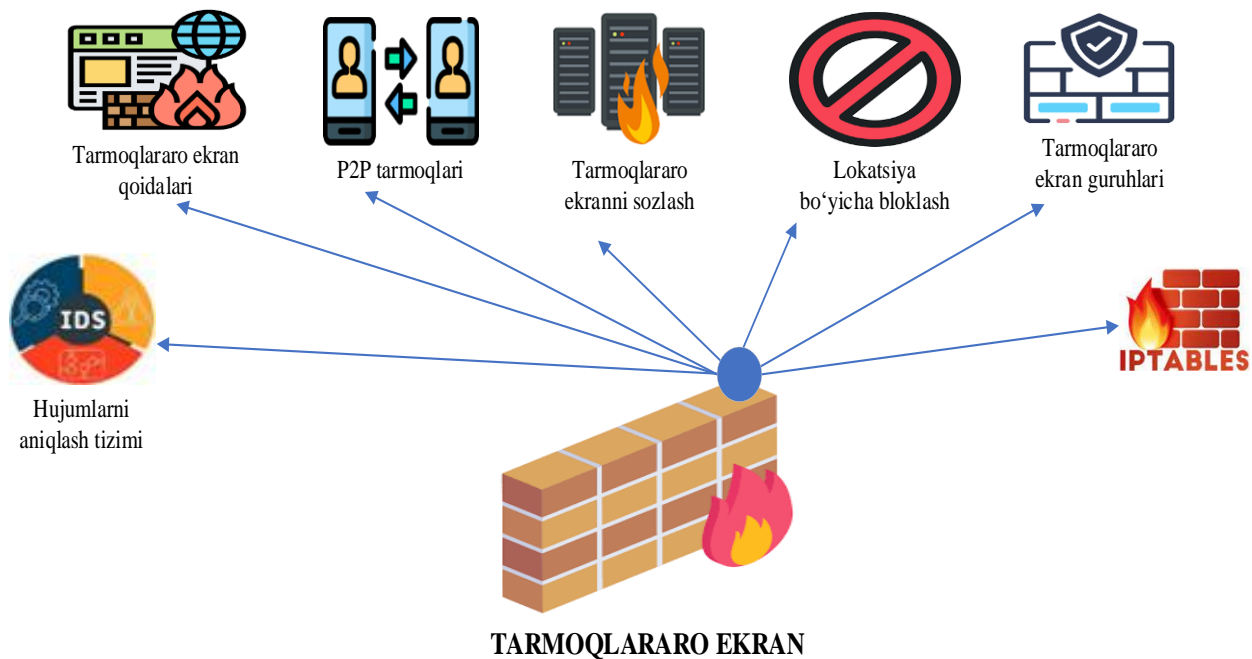 Tarmoqlararo ekran
qoidalari
P2P tarmoqlari
Tarmoqlararo
ekranni sozlash
Lokatsiya
bo‘yicha bloklash
Tarmoqlararo
ekran guruhlari
IDS
Hujumlarni
aniqlash tizimi
IPTABLES
TARMOQLARARO EKRAN